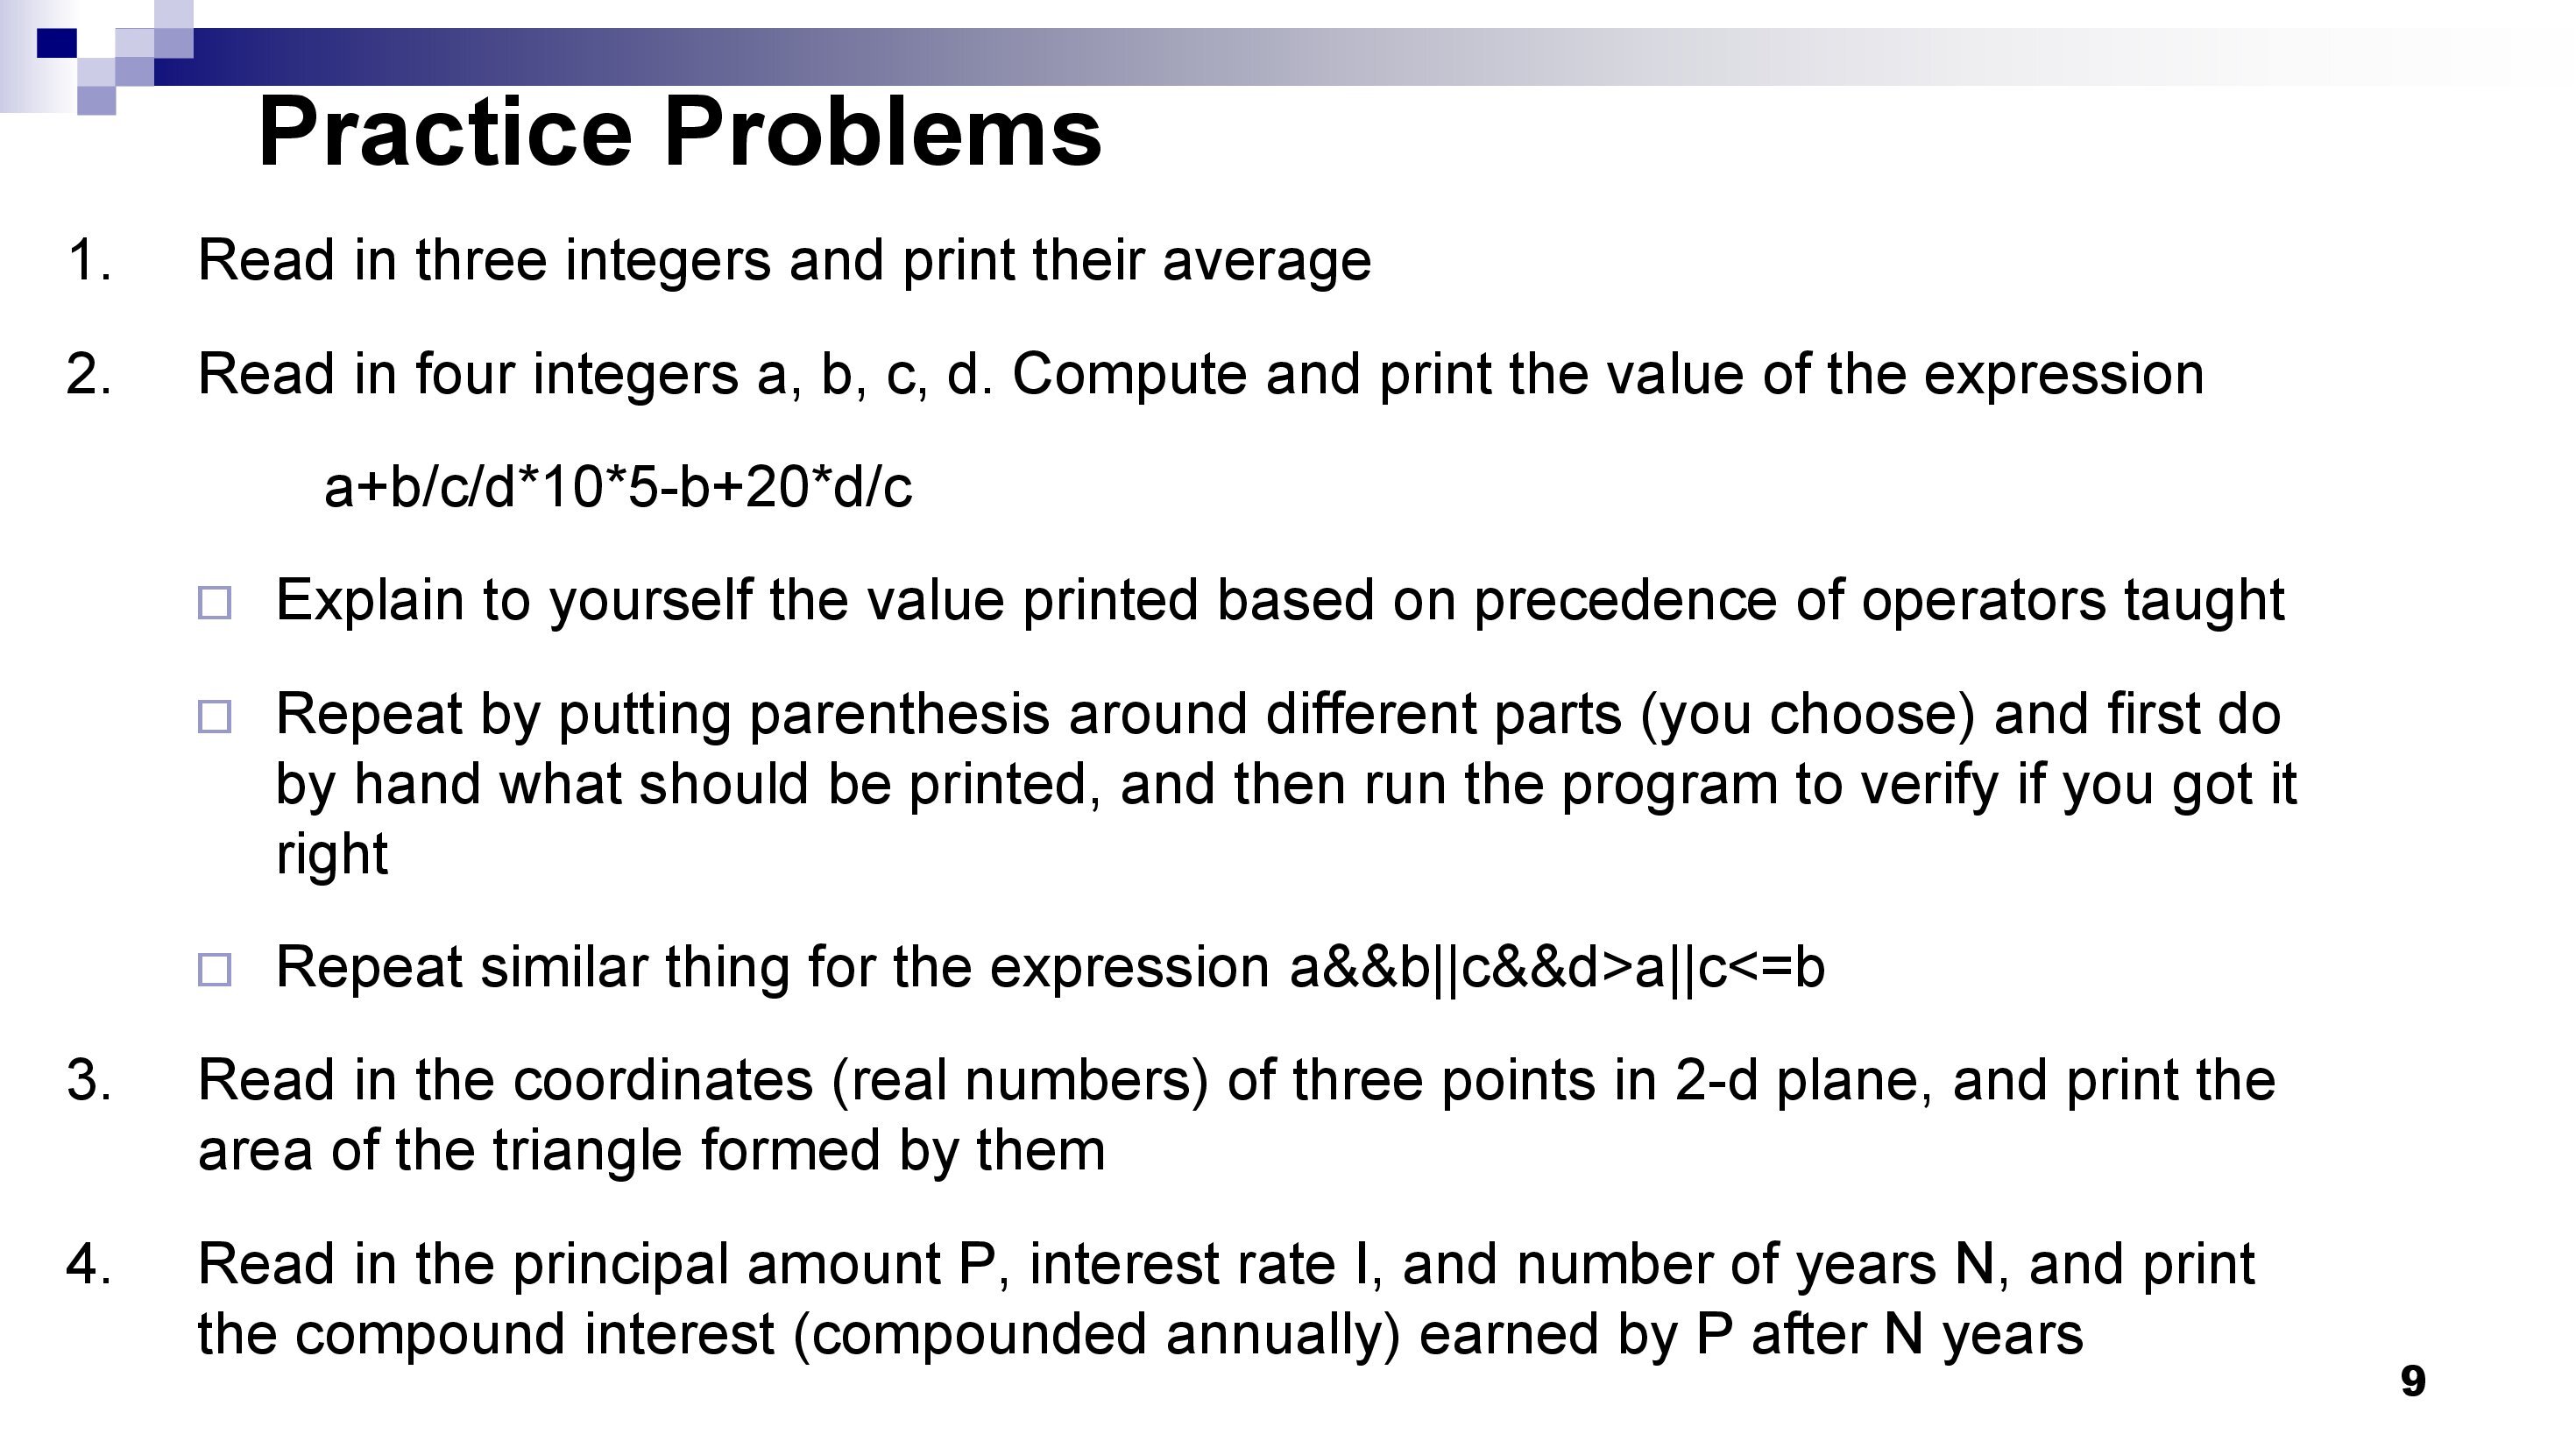 Practice Problems
1. Read in three integers and print their average
2. Read in four integers a, b, c, d. Compute and print the value of the expression
a+b/c/d*10*5-b+20*d/c
Explain to yourself the value printed based on precedence of operators taught
Repeat by putting parenthesis around different parts (you choose) and first do
by hand what should be printed, and then run the program to verify if you got it
right
Repeat similar thing for the expression a&&b||c&&d>a||c<=b
3. Read in the coordinates (real numbers) of three points in 2-d plane, and print the
area of the triangle formed by them
4. Read in the principal amount P, interest rate I, and number of years N, and print
the compound interest (compounded annually) earned by P after N years
9